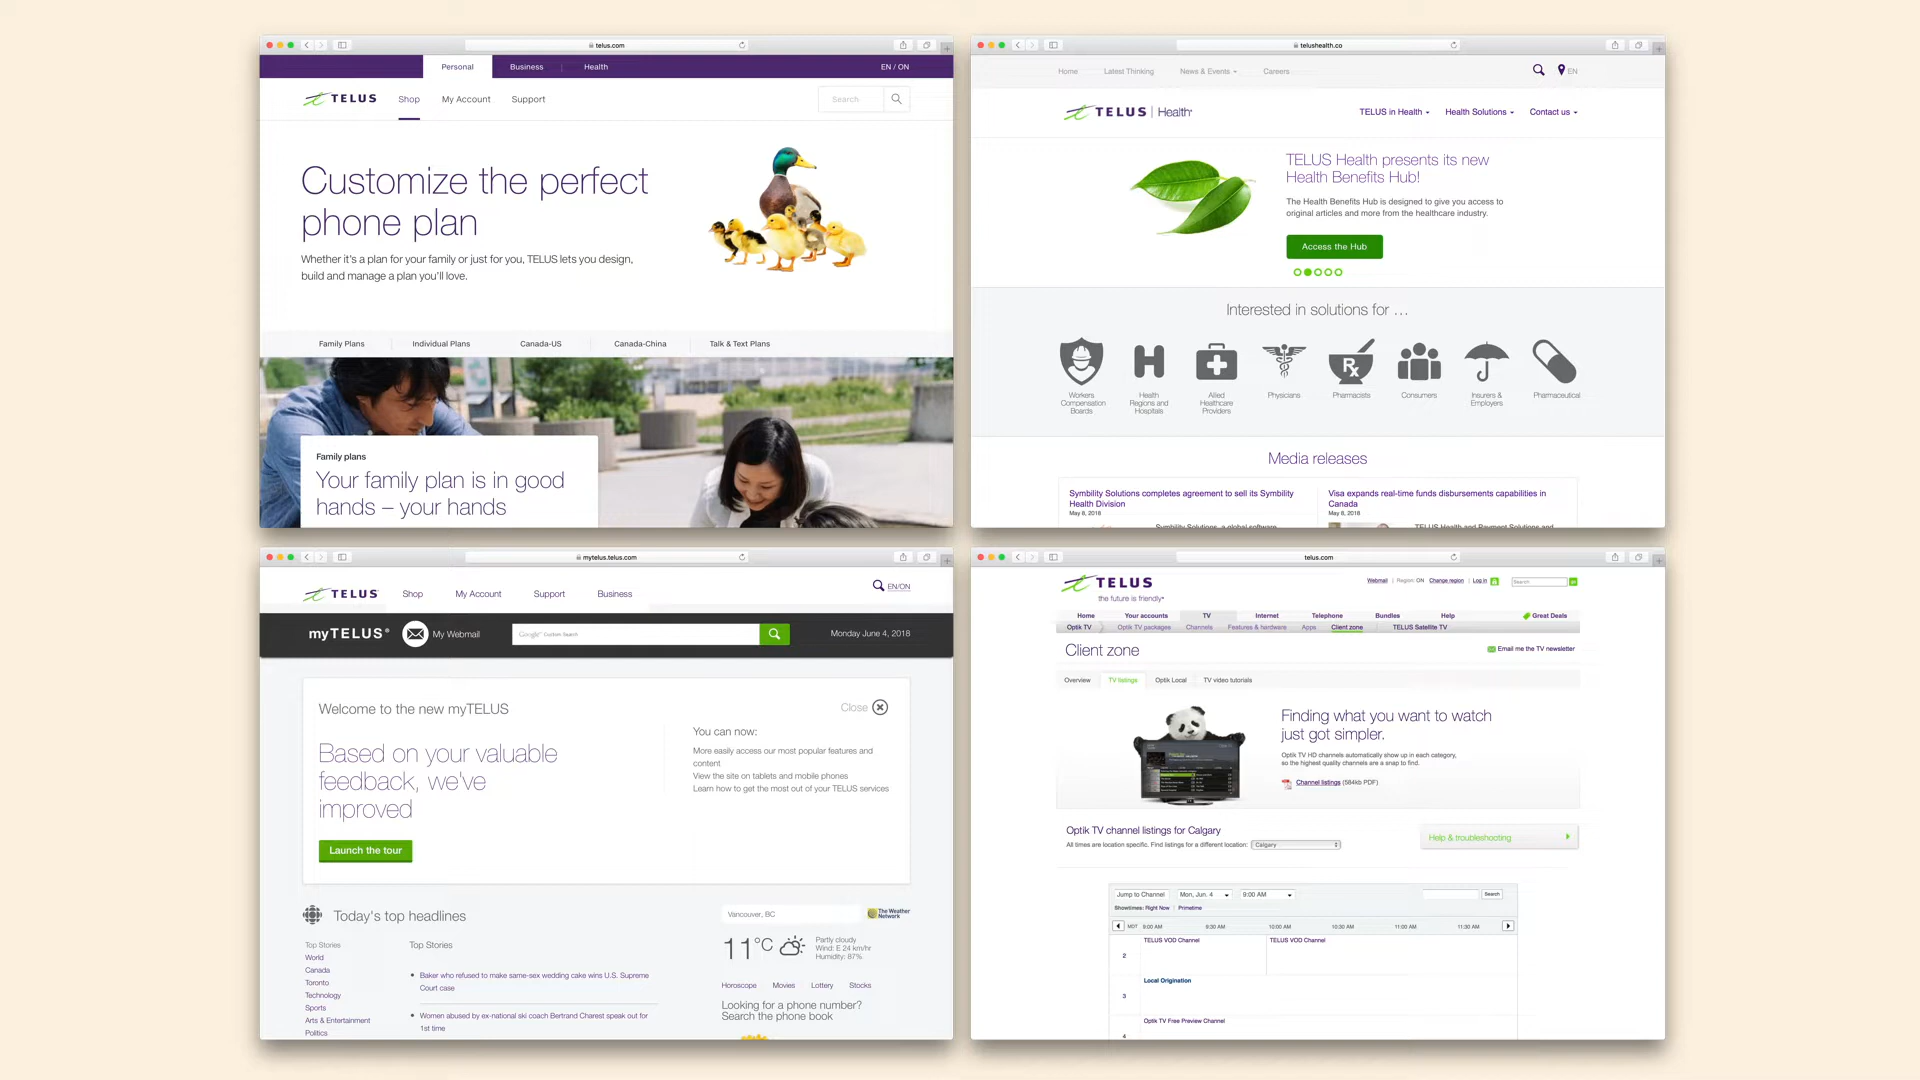 telus.com
Personal
Business
Health
EN / ON
TELUS
Shop
My Account
Support
Search
Customize the perfect
phone plan
Whether it's a plan for your family or just for you, TELUS lets you design,
build and manage a plan you'll love.
Family Plans
Individual Plans
Canada-US
Canada-China
Talk & Text Plans
Family plans
Your family plan is in good
hands – your hands
telushealth.co
Home
Latest Thinking
News & Events
Careers
EN
TELUS | Health
TELUS in Health
Health Solutions
Contact us
TELUS Health presents its new
Health Benefits Hub!
The Health Benefits Hub is designed to give you access to
original articles and more from the healthcare industry.
Access the Hub
Interested in solutions for ...
H
Rx
Workers
Compensation
Boards
Health
Regions and
Hospitals
Allied
Healthcare
Providers
Physicians
Pharmacists
Consumers
Insurers &
Employers
Pharmaceutical
Media releases
Symbility Solutions completes agreement to sell its Symbility
Health Division
May 8, 2018
Symbility Solutions, a global software
Visa expands real-time funds disbursements capabilities in
Canada
May 8, 2018
TELUS Health and Payment Solutions and
mytelus.telus.com
TELUS
Shop
My Account
Support
Business
EN/ON
myTELUS®
My Webmail
Google Custom Search
Monday June 4, 2018
Welcome to the new myTELUS
Close
Based on your valuable
feedback, we've
improved
Launch the tour
You can now:
More easily access our most popular features and
content
View the site on tablets and mobile phones
Learn how to get the most out of your TELUS services
Today's top headlines
Top Stories
World
Canada
Toronto
Technology
Sports
Arts & Entertainment
Politics
Top Stories
Baker who refused to make same-sex wedding cake wins U.S. Supreme
Court case
Women abused by ex-national ski coach Bertrand Charest speak out for
1st time
Vancouver, BC
The Weather
Network
11°C
Partly cloudy
Wind: E 24 km/hr
Humidity: 87%
Horoscope
Movies
Lottery
Stocks
Looking for a phone number?
Search the phone book
telus.com
TELUS
the future is friendly®
Webmail
Region: ON
Change region
Log in
Search
Home
Your accounts
TV
Internet
Telephone
Bundles
Help
Great Deals
Optik TV
Optik TV packages
Channels
Features & hardware
Apps
Client zone
TELUS Satellite TV
Client zone
Email me the TV newsletter
Overview
TV listings
Optik Local
TV video tutorials
Finding what you want to watch
just got simpler.
Optik TV HD channels automatically show up in each category,
so the highest quality channels are a snap to find.
Channel listings (584kb PDF)
Optik TV channel listings for Calgary
All times are location specific. Find listings for a different location:
Calgary
Help & troubleshooting
Jump to Channel
Mon, Jun. 4
9:00 AM
Search
Showtimes: Right Now
Primetime
MDT
9:00 AM
9:30 AM
10:00 AM
10:30 AM
11:00 AM
11:30 AM
2
TELUS VOD Channel
TELUS VOD Channel
3
Local Origination
4
Optik TV Free Preview Channel